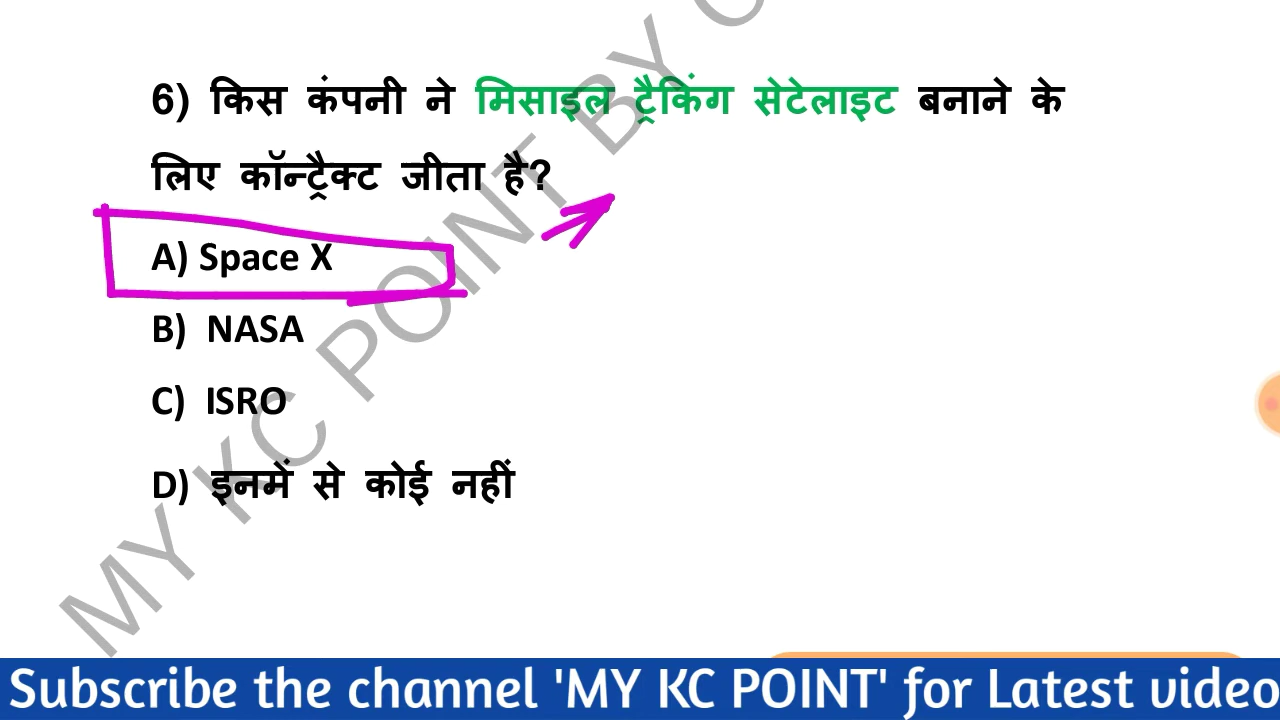 6) किस कंपनी ने मिसाइल ट्रैकिंग सेटेलाइट बनाने के
लिए कॉन्ट्रैक्ट जीता है?
A) Space X
B) NASA
C) ISRO
D) इनमें से कोई नहीं
MY KC POINT BY
Subscribe the channel 'MY KC POINT' for Latest video